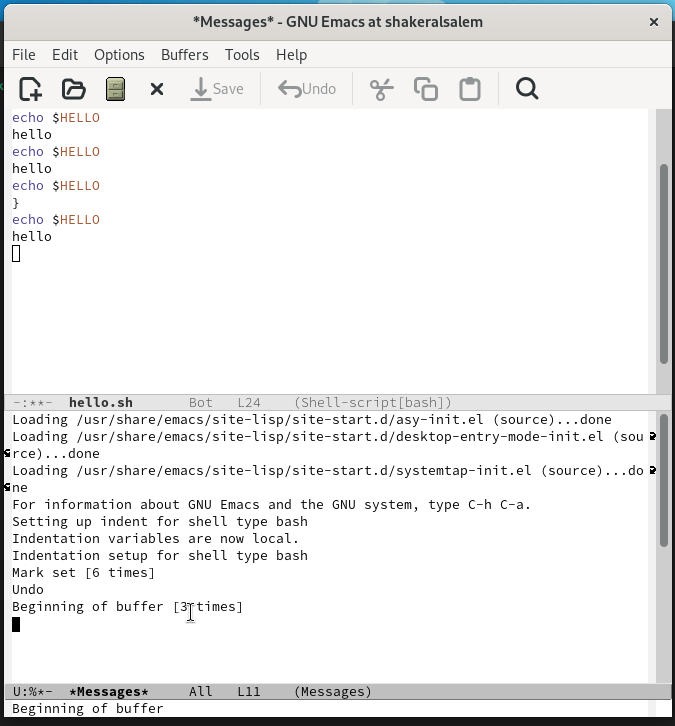 *Messages* - GNU Emacs at shakeralsalem
File Edit Options Buffers Tools Help
Save Undo
echo $HELLO
hello
echo $HELLO
hello
echo $HELLO
}
echo $HELLO
hello
-:**- hello.sh Bot L24 (Shell-script[bash])
Loading /usr/share/emacs/site-lisp/site-start.d/asy-init.el (source)...done
Loading /usr/share/emacs/site-lisp/site-start.d/desktop-entry-mode-init.el (sou
rce)...done
Loading /usr/share/emacs/site-lisp/site-start.d/systemtap-init.el (source)...do
ne
For information about GNU Emacs and the GNU system, type C-h C-a.
Setting up indent for shell type bash
Indentation variables are now local.
Indentation setup for shell type bash
Mark set [6 times]
Undo
Beginning of buffer [3 times]
U:%*- *Messages* All L11 (Messages)
Beginning of buffer